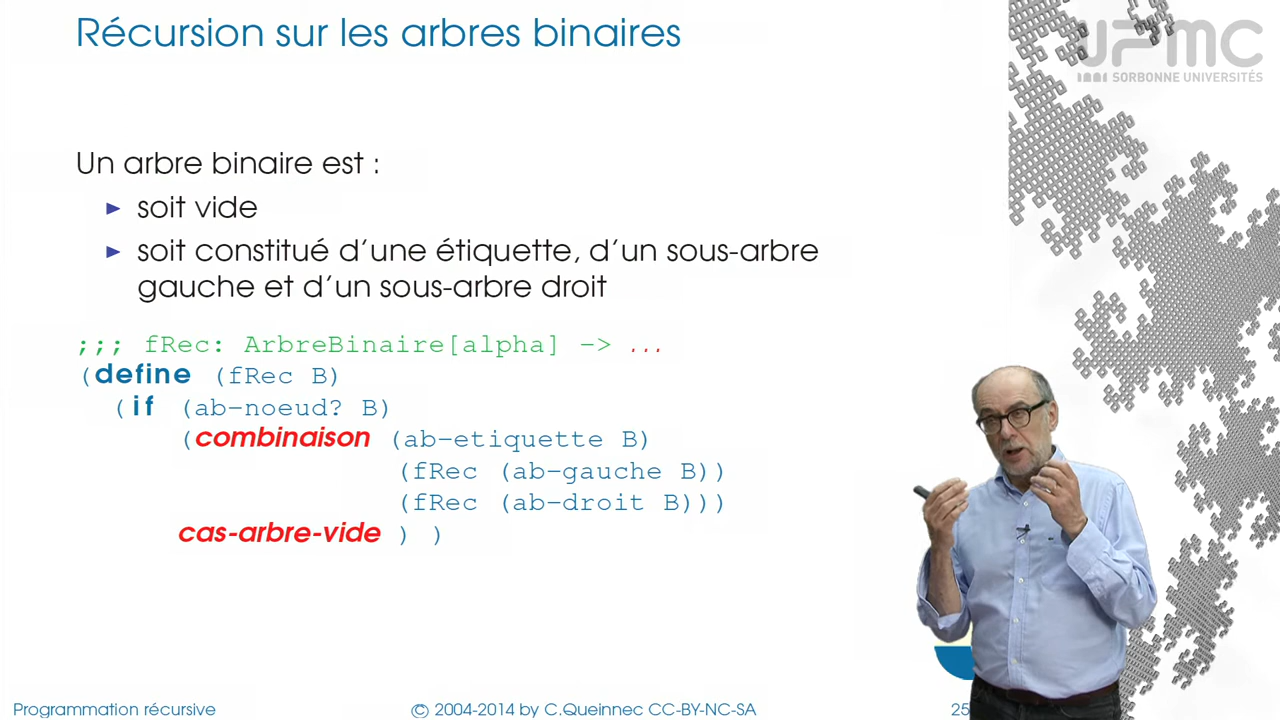 Récursion sur les arbres binaires
UPMC
SORBONNE UNIVERSITÉS
Un arbre binaire est :
soit vide
soit constitué d'une étiquette, d'un sous-arbre
gauche et d'un sous-arbre droit
;;; fRec: ArbreBinaire[alpha] -> ...
(define (fRec B)
(if (ab-noeud? B)
(combinaison (ab-etiquette B)
(fRec (ab-gauche B))
(fRec (ab-droit B)))
cas-arbre-vide ) )
Programmation récursive
© 2004-2014 by C.Queinnec CC-BY-NC-SA